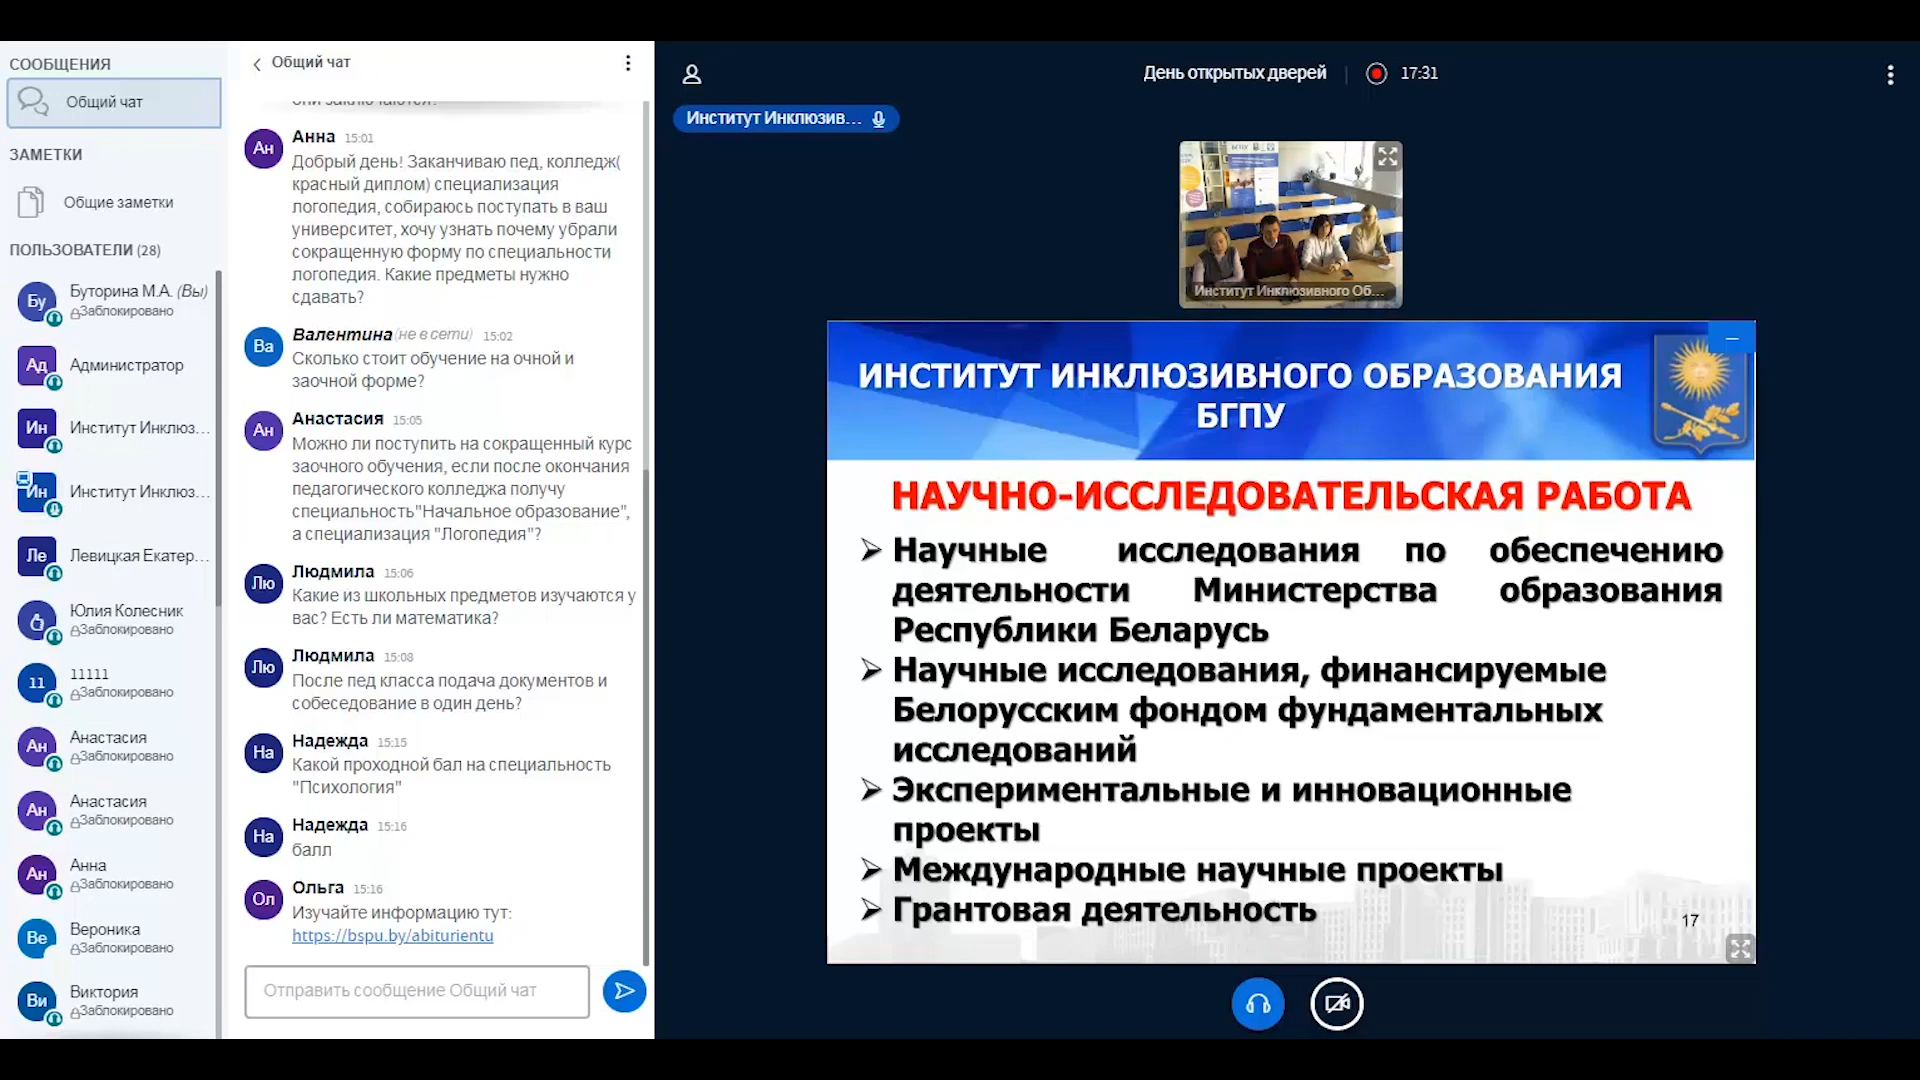 СООБЩЕНИЯ
Общий чат
ЗАМЕТКИ
Общие заметки
ПОЛЬЗОВАТЕЛИ (28)
Бу
Буторина М.А. (Вы)
Заблокировано
Ад
Администратор
Ин
Институт Инклюз...
Ин
Институт Инклюз...
Ле
Левицкая Екатер...
Юлия Колесник
Заблокировано
11
11111
Заблокировано
Ан
Анастасия
Заблокировано
Ан
Анастасия
Заблокировано
Ан
Анна
Заблокировано
Ве
Вероника
Заблокировано
Ви
Виктория
Заблокировано
Общий чат
они заключаются?
Ан
Анна 15:01
Добрый день! Заканчиваю пед, колледж(
красный диплом) специализация
логопедия, собираюсь поступать в ваш
университет, хочу узнать почему убрали
сокращенную форму по специальности
логопедия. Какие предметы нужно
сдавать?
Ва
Валентина (не в сети) 15:02
Сколько стоит обучение на очной и
заочной форме?
Ан
Анастасия 15:05
Можно ли поступить на сокращенный курс
заочного обучения, если после окончания
педагогического колледжа получу
специальность"Начальное образование",
а специализация "Логопедия"?
Лю
Людмила 15:06
Какие из школьных предметов изучаются у
вас? Есть ли математика?
Лю
Людмила 15:08
После пед класса подача документов и
собеседование в один день?
На
Надежда 15:15
Какой проходной бал на специальность
"Психология"
На
Надежда 15:16
балл
Ол
Ольга 15:16
Изучайте информацию тут:
https://bspu.by/abiturientu
Отправить сообщение Общий чат
День открытых дверей
17:31
Институт Инклюзив...
Институт Инклюзивного Об...
ИНСТИТУТ ИНКЛЮЗИВНОГО ОБРАЗОВАНИЯ
БГПУ
НАУЧНО-ИССЛЕДОВАТЕЛЬСКАЯ РАБОТА
Научные исследования по обеспечению
деятельности Министерства образования
Республики Беларусь
Научные исследования, финансируемые
Белорусским фондом фундаментальных
исследований
Экспериментальные и инновационные
проекты
Международные научные проекты
Грантовая деятельность
17